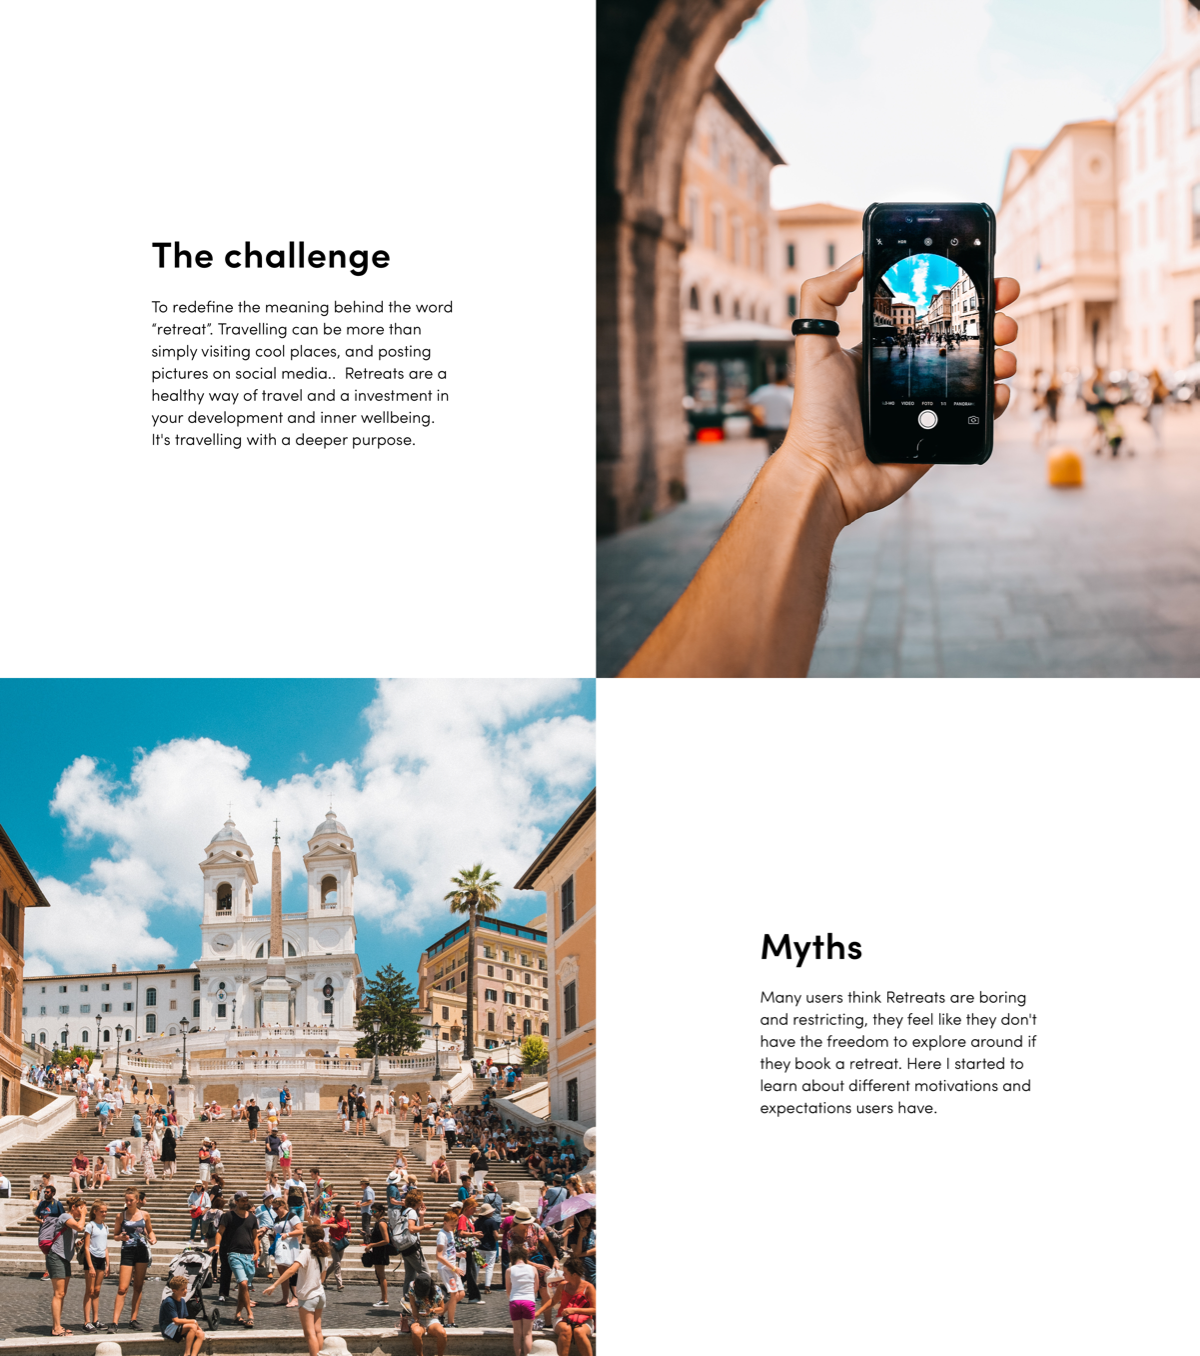 The challenge
To redefine the meaning behind the word
“retreat”. Travelling can be more than
simply visiting cool places, and posting
pictures on social media..  Retreats are a
healthy way of travel and a investment in
your development and inner wellbeing.
It's travelling with a deeper purpose.
HDR
VIDEO FOTO 1:1
Myths
Many users think Retreats are boring
and restricting, they feel like they don't
have the freedom to explore around if
they book a retreat. Here I started to
learn about different motivations and
expectations users have.